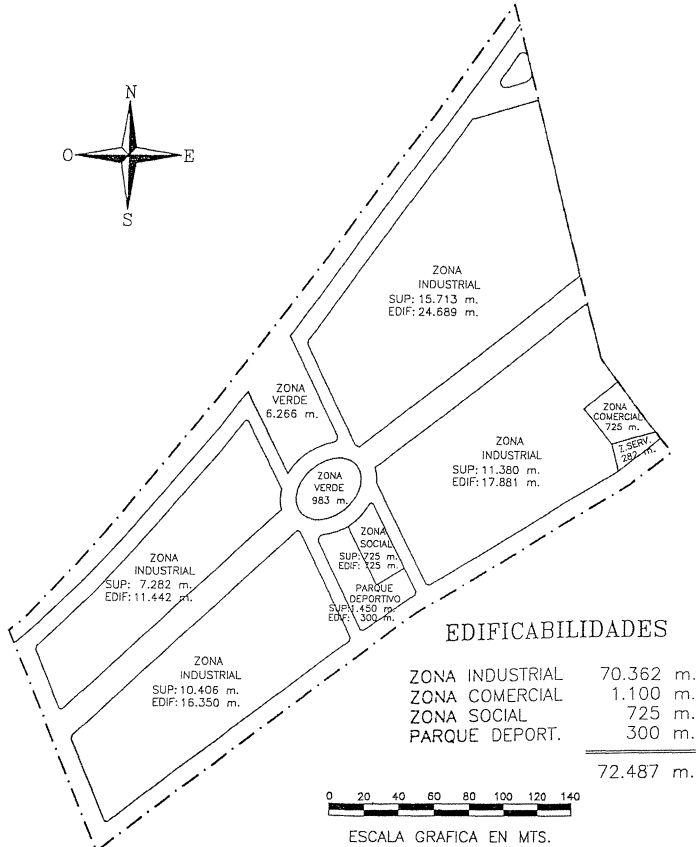 N
O
E
S
ZONA
INDUSTRIAL
SUP: 15.713 m.
EDIF: 24.689 m.
ZONA
VERDE
6.266 m.
ZONA
COMERCIAL
725 m.
Z.SERV.
282 m.
ZONA
INDUSTRIAL
SUP: 11.380 m.
EDIF: 17.881 m.
ZONA
VERDE
983 m.
ZONA
SOCIAL
SUP: 725 m.
EDIF: 725 m.
PARQUE
DEPORTIVO
SUP:1.450 m.
EDIF: 300 m.
ZONA
INDUSTRIAL
SUP: 7.282 m.
EDIF: 11.442 m.
ZONA
INDUSTRIAL
SUP: 10.406 m.
EDIF: 16.350 m.
EDIFICABILIDADES
ZONA INDUSTRIAL 70.362 m.
ZONA COMERCIAL 1.100 m.
ZONA SOCIAL 725 m.
PARQUE DEPORT. 300 m.
72.487 m.
0 20 40 60 80 100 120 140
ESCALA GRAFICA EN MTS.